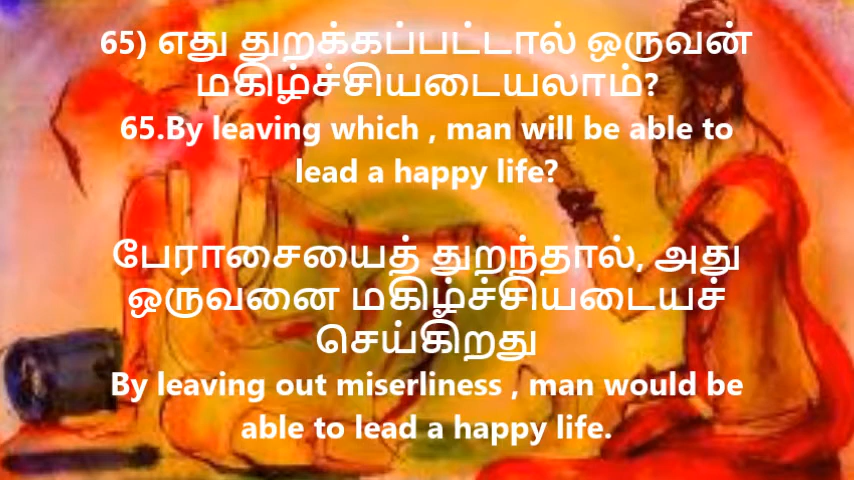 65) எது துறக்கப்பட்டால் ஒருவன்
மகிழ்ச்சியடையலாம்?
65.By leaving which , man will be able to
lead a happy life?
பேராசையைத் துறந்தால், அது
ஒருவனை மகிழ்ச்சியடையச்
செய்கிறது
By leaving out miserliness , man would be
able to lead a happy life.